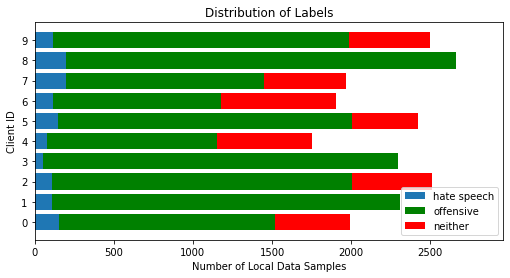 Distribution of Labels
Client ID
9
8
7
6
5
4
3
2
1
0
hate speech
offensive
neither
0 500 1000 1500 2000 2500
Number of Local Data Samples